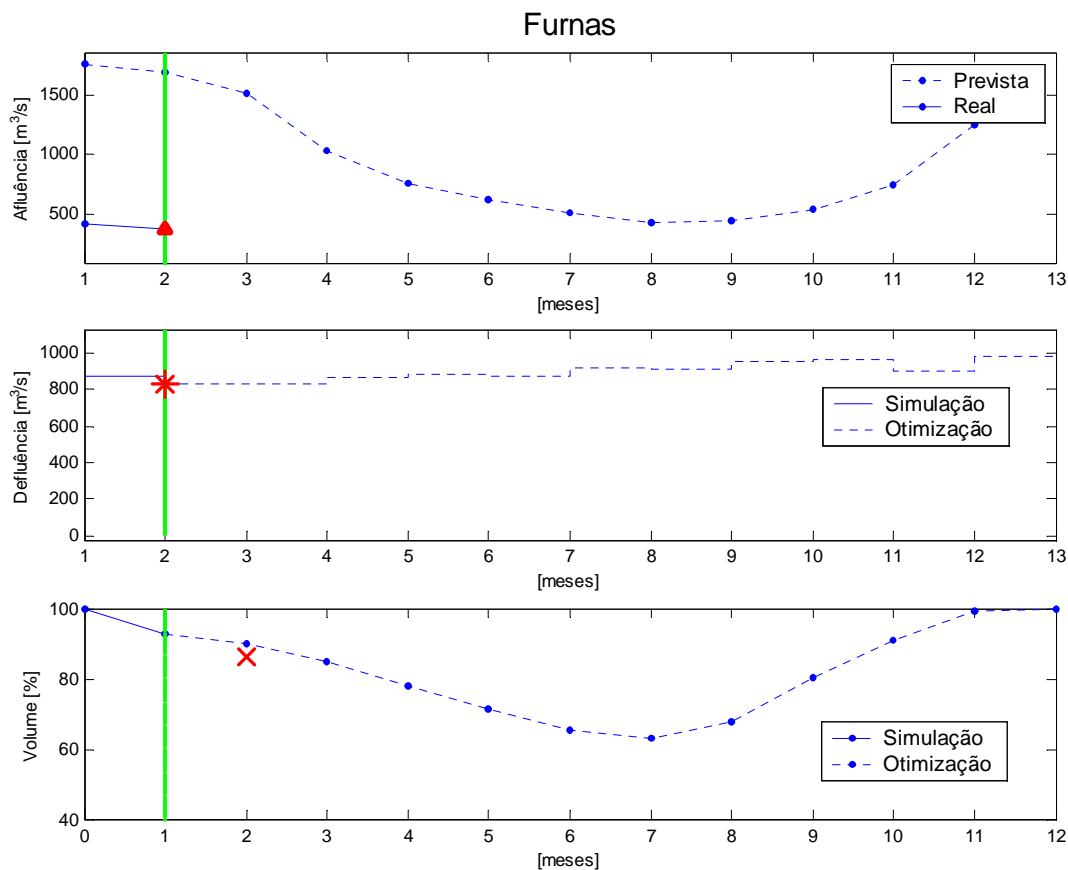 Furnas
Afluência [m³/s]
1500
1000
500
Prevista
Real
1 2 3 4 5 6 7 8 9 10 11 12 13
[meses]
Defluência [m³/s]
1000
800
600
400
200
0
Simulação
Otimização
1 2 3 4 5 6 7 8 9 10 11 12 13
[meses]
Volume [%]
100
80
60
40
Simulação
Otimização
0 1 2 3 4 5 6 7 8 9 10 11 12
[meses]